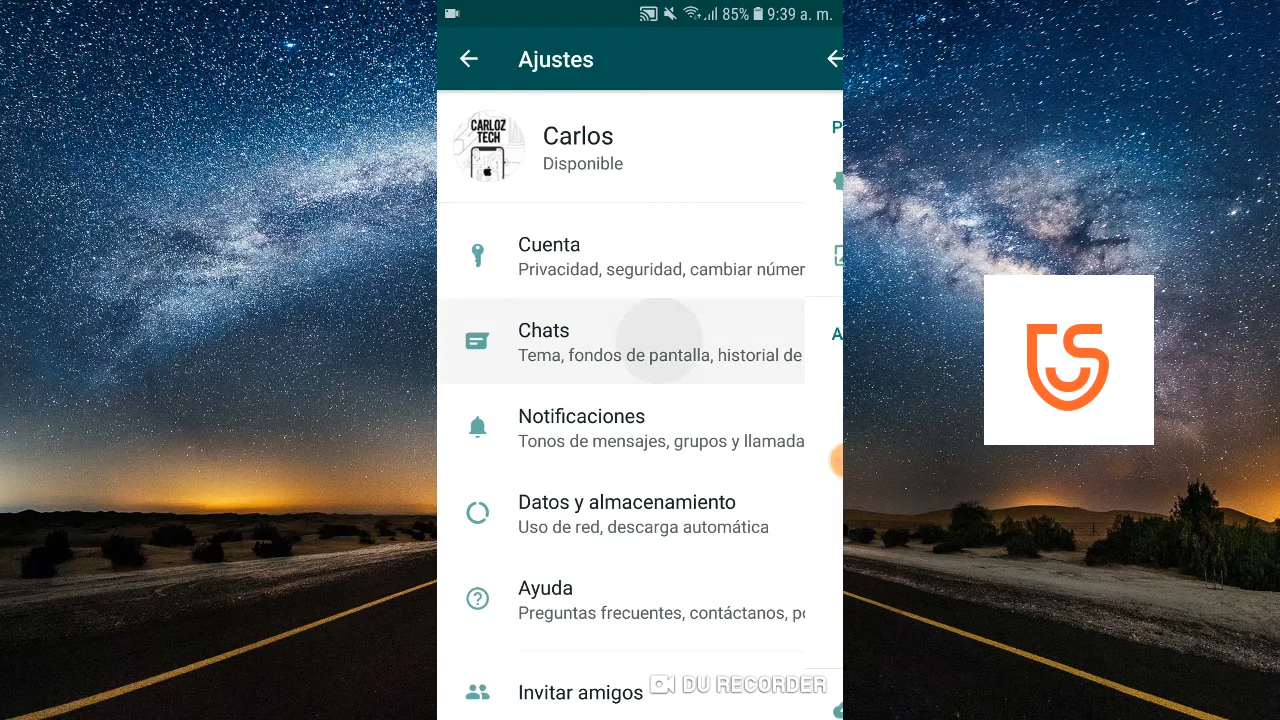 85% 9:39 a. m.
Ajustes
CARLOZ
TECH
Carlos
Disponible
Cuenta
Privacidad, seguridad, cambiar númer
Chats
Tema, fondos de pantalla, historial de
Notificaciones
Tonos de mensajes, grupos y llamada
Datos y almacenamiento
Uso de red, descarga automática
Ayuda
Preguntas frecuentes, contáctanos, po
Invitar amigos
DU RECORDER
P
A